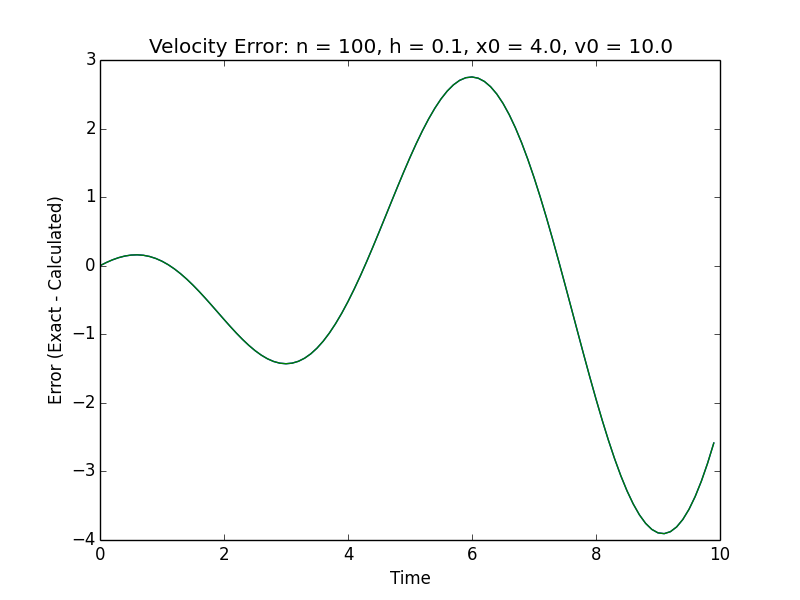 Velocity Error: n = 100, h = 0.1, x0 = 4.0, v0 = 10.0
3
2
1
0
−1
−2
−3
−4
Error (Exact - Calculated)
0 2 4 6 8 10
Time